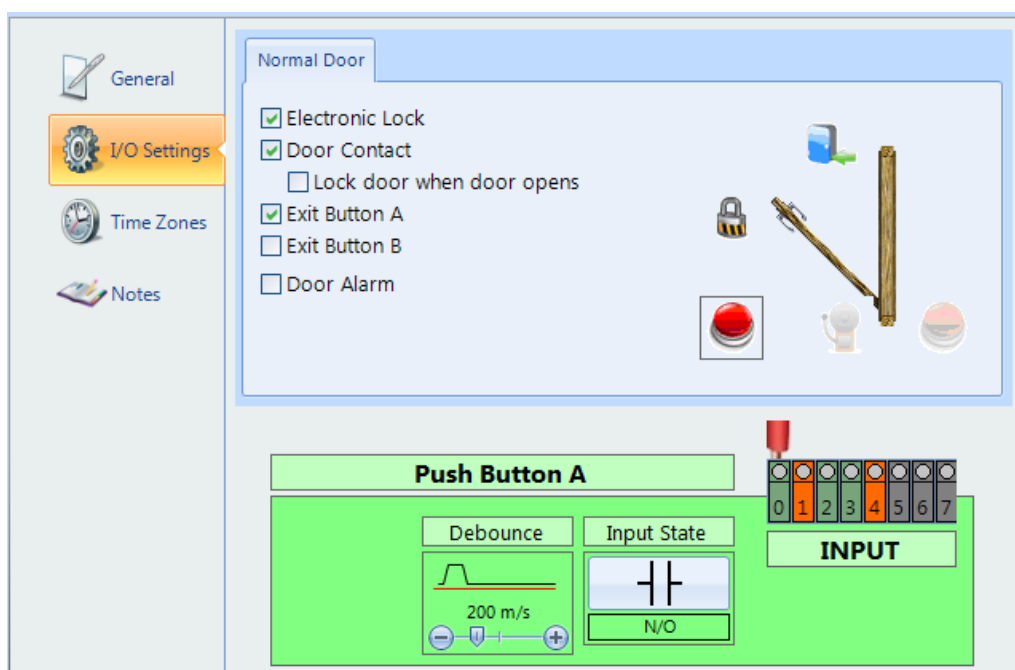 General
I/O Settings
Time Zones
Notes
Normal Door
Electronic Lock
Door Contact
Lock door when door opens
Exit Button A
Exit Button B
Door Alarm
Push Button A
0 1 2 3 4 5 6 7
INPUT
Debounce
200 m/s
Input State
N/O